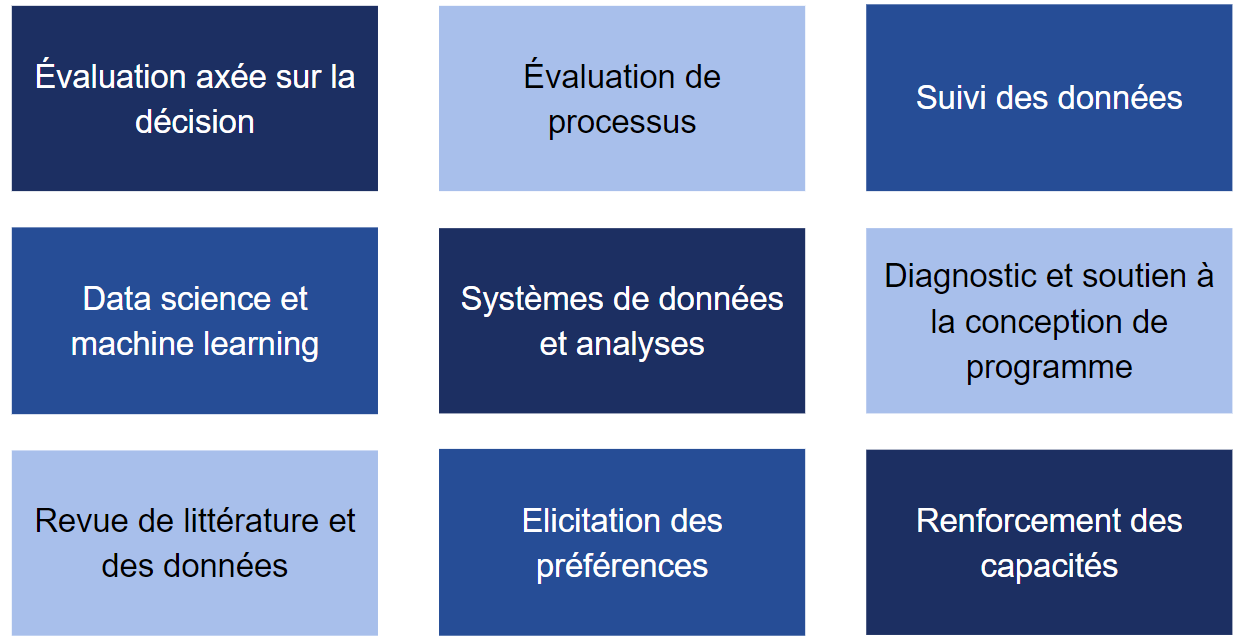 Évaluation axée sur la
décision
Évaluation de
processus
Suivi des données
Data science et
machine learning
Systèmes de données
et analyses
Diagnostic et soutien à
la conception de
programme
Revue de littérature et
des données
Elicitation des
préférences
Renforcement des
capacités